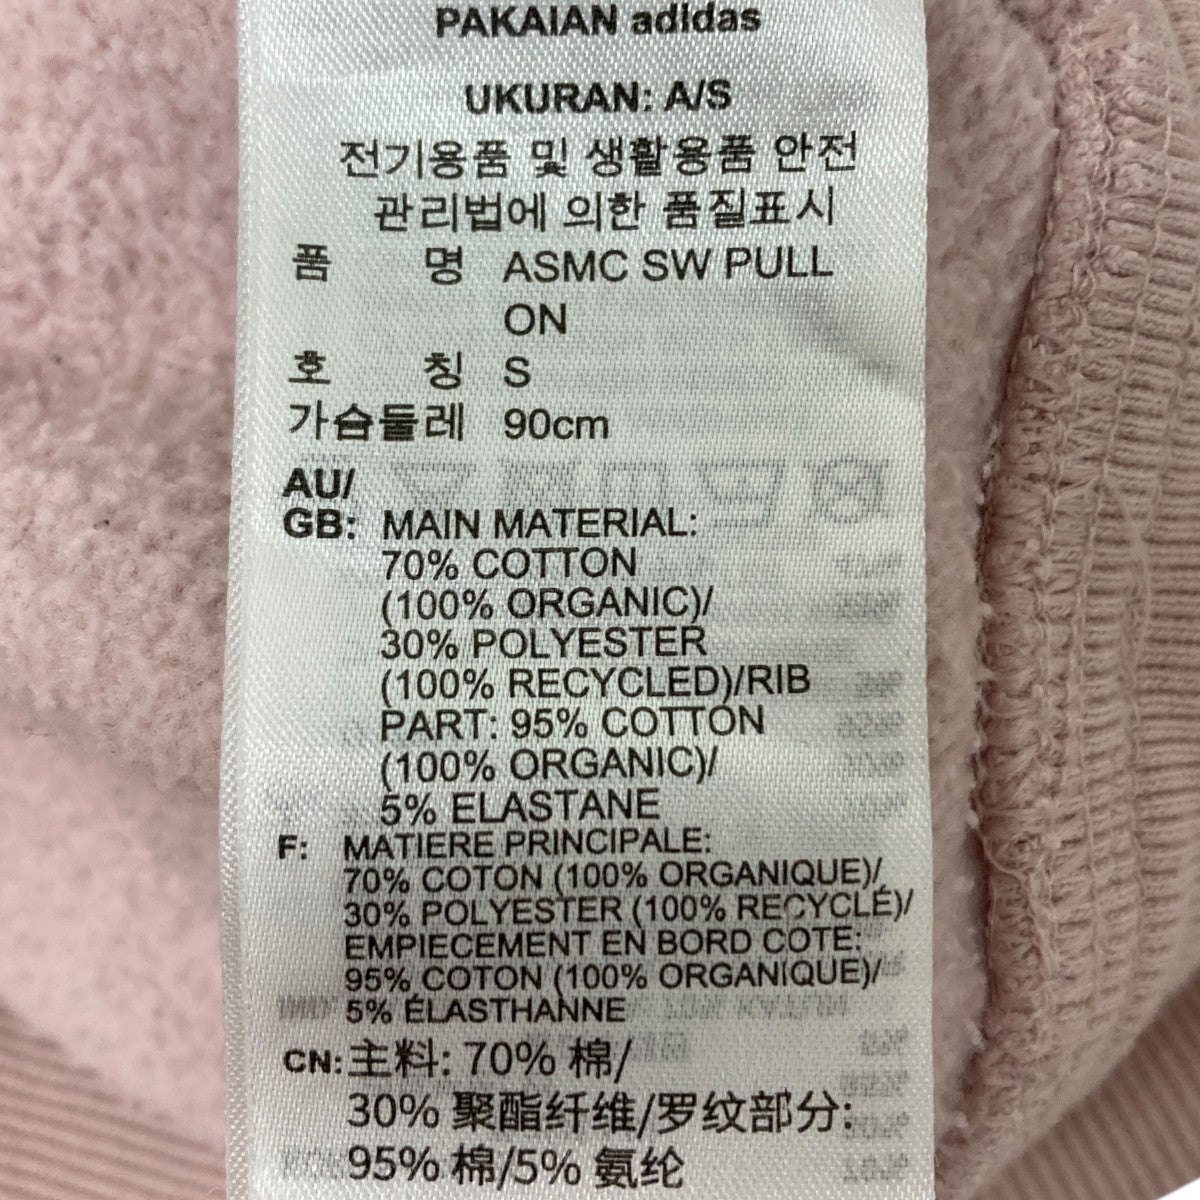 PAKAIAN adidas
UKURAN: A/S
전기용품 및 생활용품 안전
관리법에 의한 품질표시
품 명 ASMC SW PULL
ON
호 칭 S
가슴둘레 90cm
AU/
GB: MAIN MATERIAL:
70% COTTON
(100% ORGANIC)/
30% POLYESTER
(100% RECYCLED)/RIB
PART: 95% COTTON
(100% ORGANIC)/
5% ELASTANE
F: MATIERE PRINCIPALE:
70% COTON (100% ORGANIQUE)/
30% POLYESTER (100% RECYCLÉ)/
EMPIECEMENT EN BORD COTE:
95% COTON (100% ORGANIQUE)/
5% ÉLASTHANNE
CN: 主料: 70% 棉/
30% 聚酯纤维/罗纹部分:
95% 棉/5% 氨纶